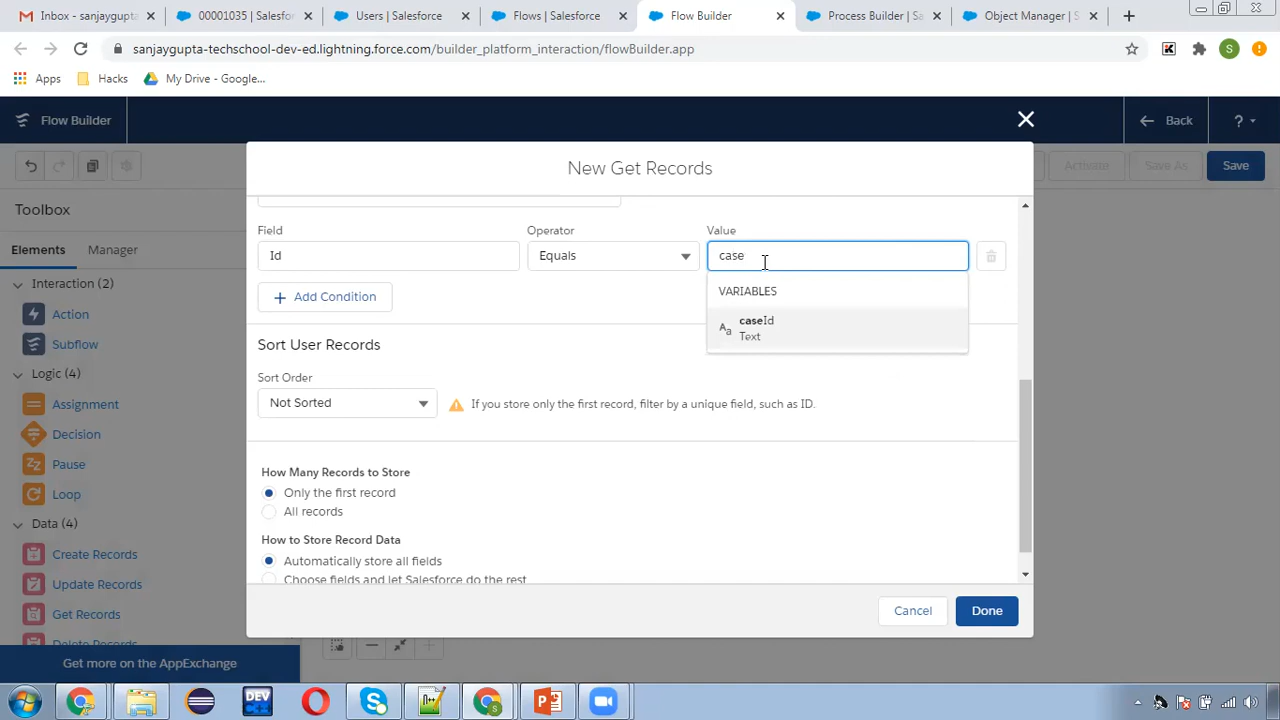 Inbox - sanjaygupta-techs
00001035 | Salesfor
Users | Salesforce
Flows | Salesforce
Flow Builder
Process Builder | Sa
Object Manager | S
sanjaygupta-techschool-dev-ed.lightning.force.com/builder_platform_interaction/flowBuilder.app
S
Apps
Hacks
My Drive - Google...
Flow Builder
Back
?
New Get Records
Activate
Save As
Save
Toolbox
Elements
Manager
Interaction (2)
Action
Subflow
Logic (4)
Assignment
Decision
Pause
Loop
Data (4)
Create Records
Update Records
Get Records
Delete Records
Get more on the AppExchange
Field
Operator
Value
Id
Equals
case
VARIABLES
caseId
Text
Add Condition
Sort User Records
Sort Order
Not Sorted
If you store only the first record, filter by a unique field, such as ID.
How Many Records to Store
Only the first record
All records
How to Store Record Data
Automatically store all fields
Choose fields and let Salesforce do the rest
Cancel
Done
DEV
C++